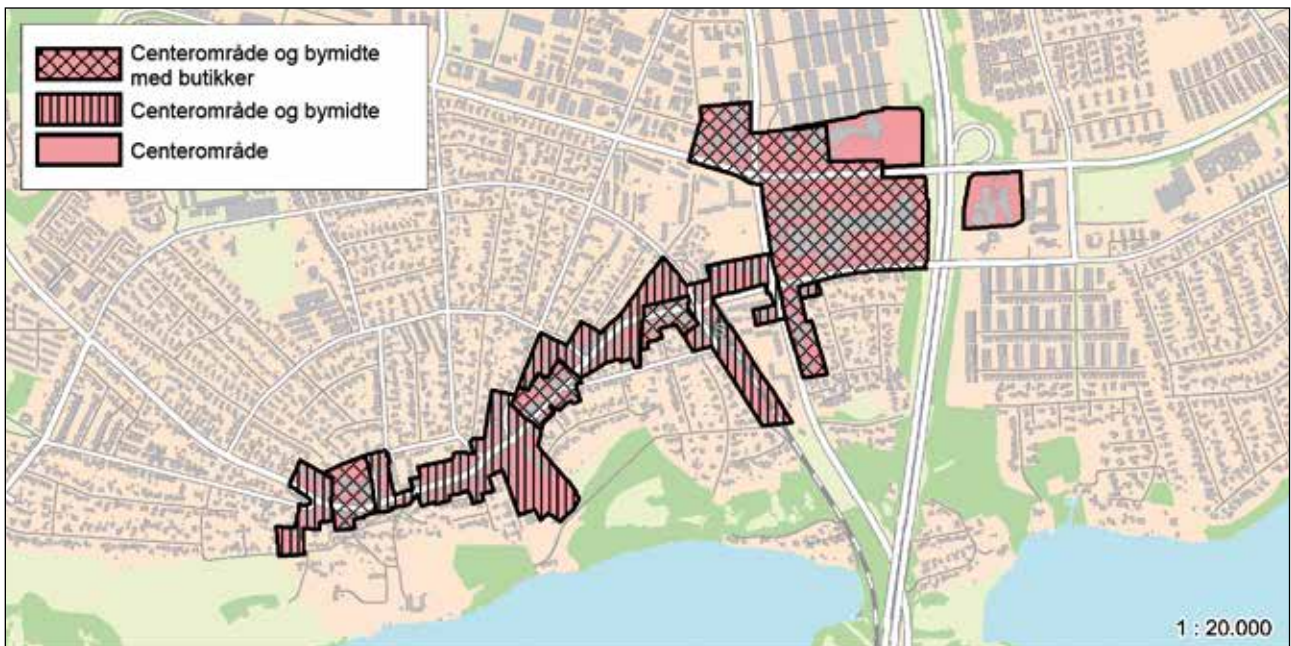 Centerområde og bymidte
med butikker
Centerområde og bymidte
Centerområde
1 : 20.000